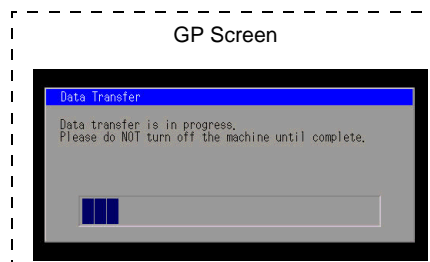 GP Screen
Data Transfer
Data transfer is in progress.
Please do NOT turn off the machine until complete.